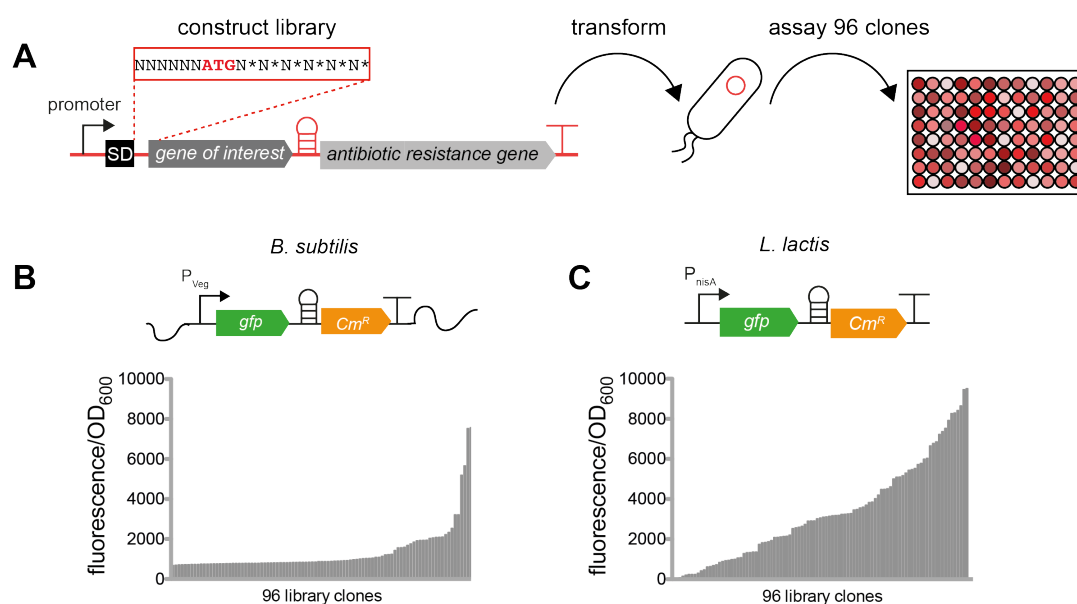 A
construct library
transform
assay 96 clones
NNNNNNATGN*N*N*N*N*N*
promoter
SD
gene of interest
antibiotic resistance gene
B
B. subtilis
PVeg
gfp
CmR
fluorescence/OD600
10000
8000
6000
4000
2000
0
96 library clones
C
L. lactis
PnisA
gfp
CmR
fluorescence/OD600
10000
8000
6000
4000
2000
0
96 library clones